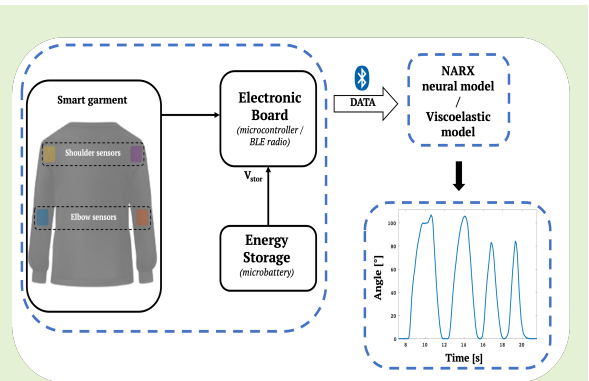 Smart garment
Shoulder sensors
Elbow sensors
Electronic
Board
(microcontroller /
BLE radio)
Vstor
Energy
Storage
(microbattery)
DATA
NARX
neural model
/
Viscoelastic
model
Angle [°]
100
80
60
40
20
0
8 10 12 14 16 18 20
Time [s]